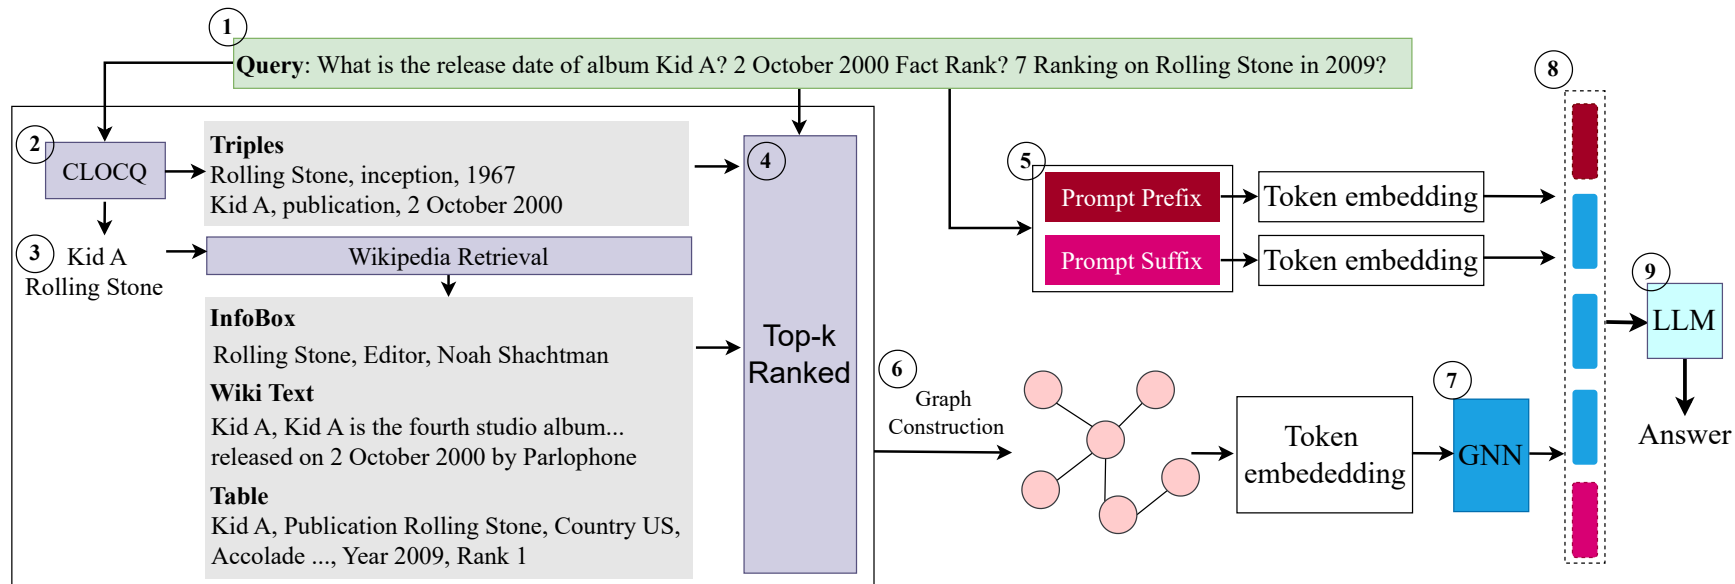 1
Query: What is the release date of album Kid A? 2 October 2000 Fact Rank? 7 Ranking on Rolling Stone in 2009?
2
CLOCQ
Triples
Rolling Stone, inception, 1967
Kid A, publication, 2 October 2000
3
Kid A
Rolling Stone
Wikipedia Retrieval
InfoBox
Rolling Stone, Editor, Noah Shachtman
Wiki Text
Kid A, Kid A is the fourth studio album...
released on 2 October 2000 by Parlophone
Table
Kid A, Publication Rolling Stone, Country US,
Accolade ..., Year 2009, Rank 1
4
Top-k
Ranked
5
Prompt Prefix
Token embedding
Prompt Suffix
Token embedding
6
Graph
Construction
Token
embededding
7
GNN
8
9
LLM
Answer